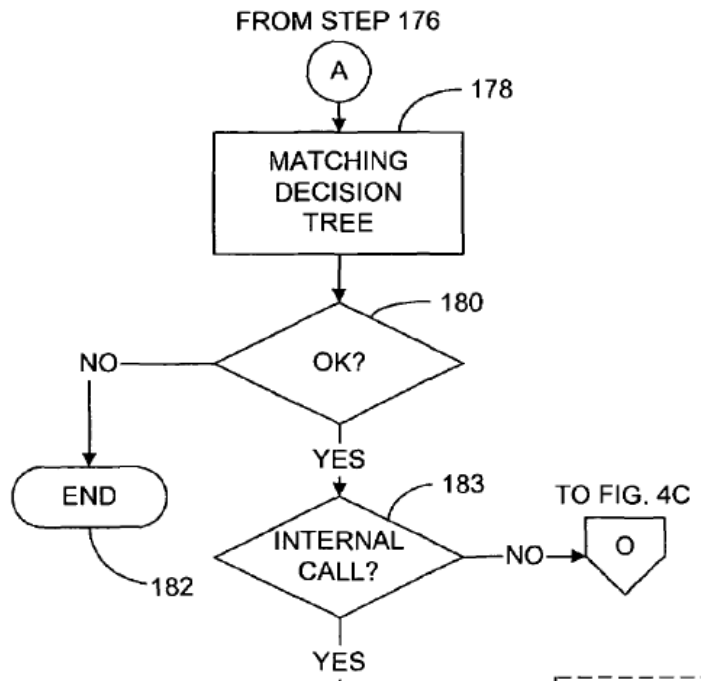 FROM STEP 176
A
178
MATCHING
DECISION
TREE
180
OK?
NO
YES
END
182
183
INTERNAL
CALL?
NO
TO FIG. 4C
O
YES